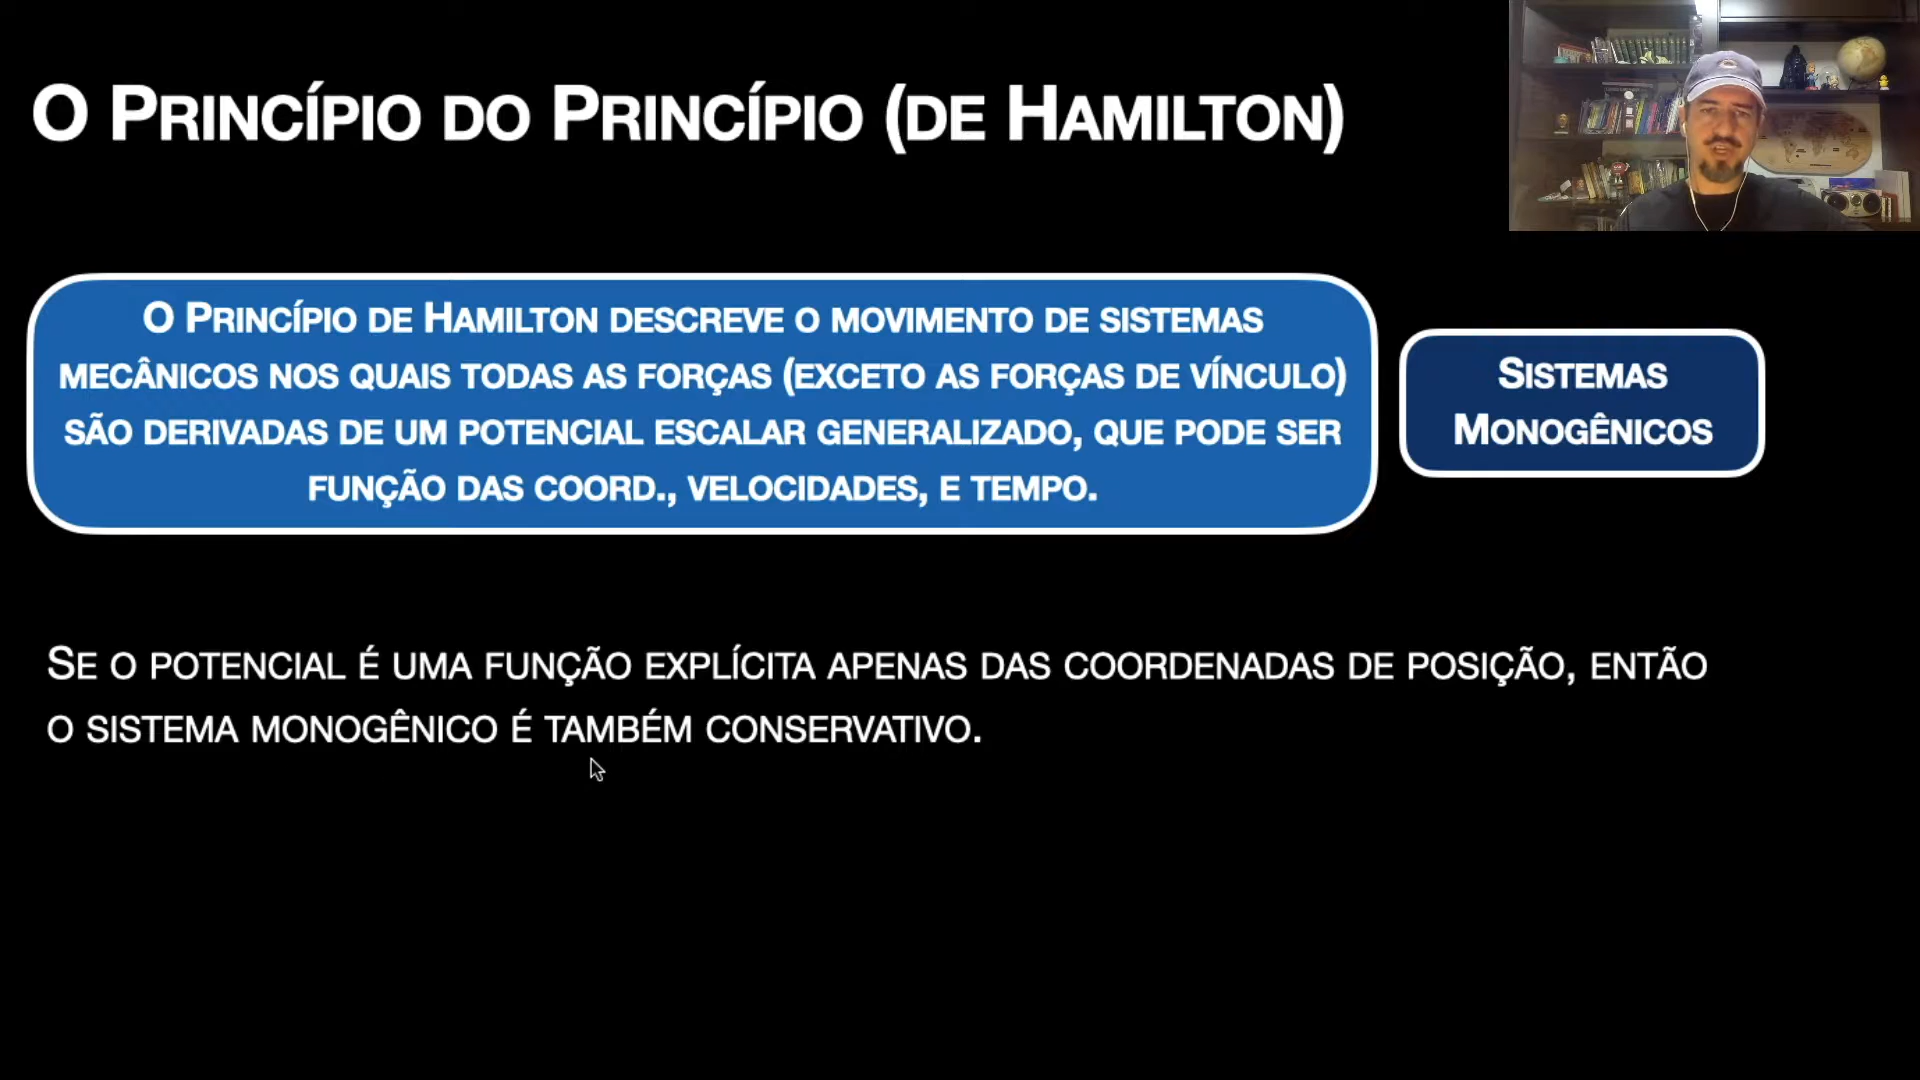 O Princípio do Princípio (de Hamilton)
O Princípio de Hamilton descreve o movimento de sistemas
mecânicos nos quais todas as forças (exceto as forças de vínculo)
são derivadas de um potencial escalar generalizado, que pode ser
função das coord., velocidades, e tempo.
Sistemas
Monogênicos
Se o potencial é uma função explícita apenas das coordenadas de posição, então
o sistema monogênico é também conservativo.